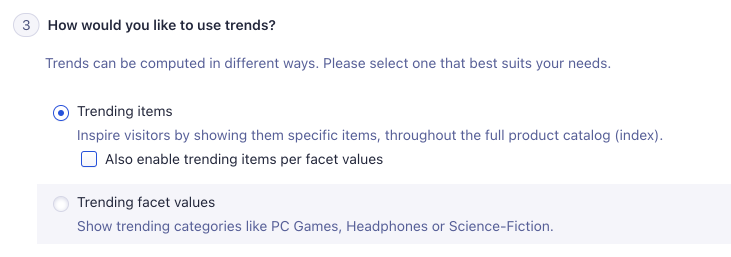 3 How would you like to use trends?
Trends can be computed in different ways. Please select one that best suits your needs.
Trending items
Inspire visitors by showing them specific items, throughout the full product catalog (index).
Also enable trending items per facet values
Trending facet values
Show trending categories like PC Games, Headphones or Science-Fiction.